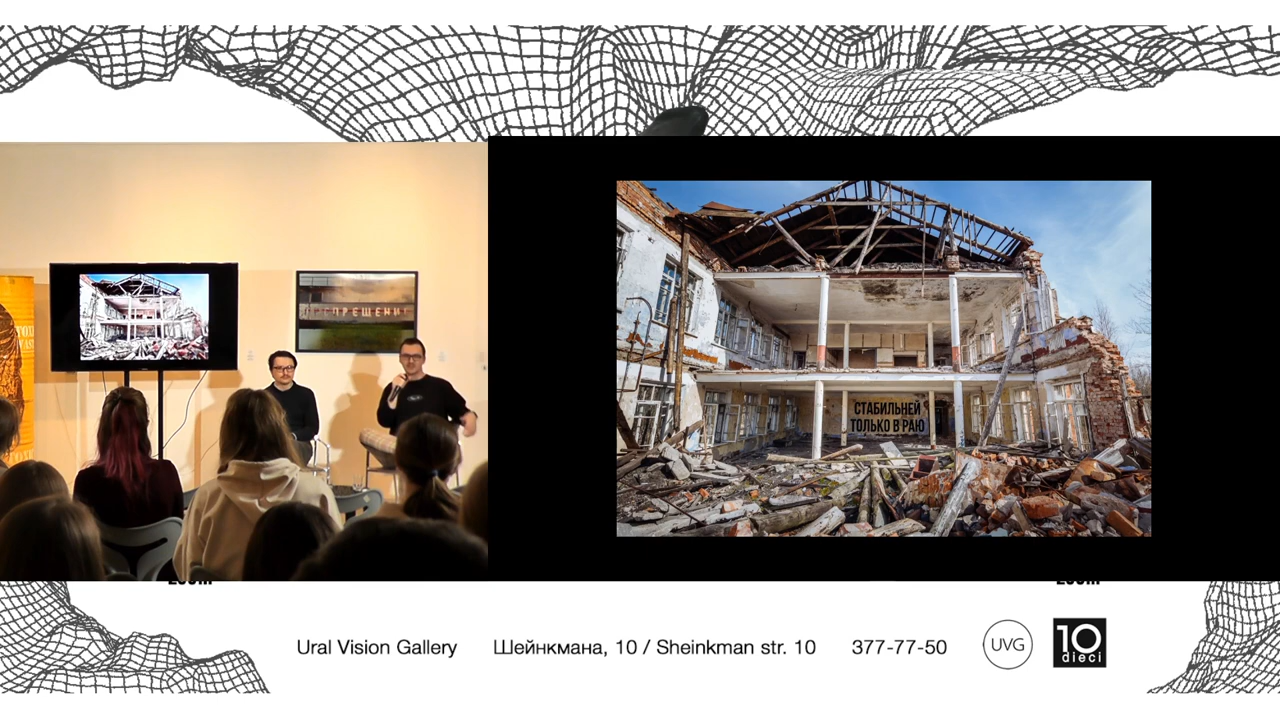 СТАБИЛЬНЕЙ
ТОЛЬКО В РАЮ
Ural Vision Gallery
Шейнкмана, 10 / Sheinkman str. 10
377-77-50
UVG
10
dieci